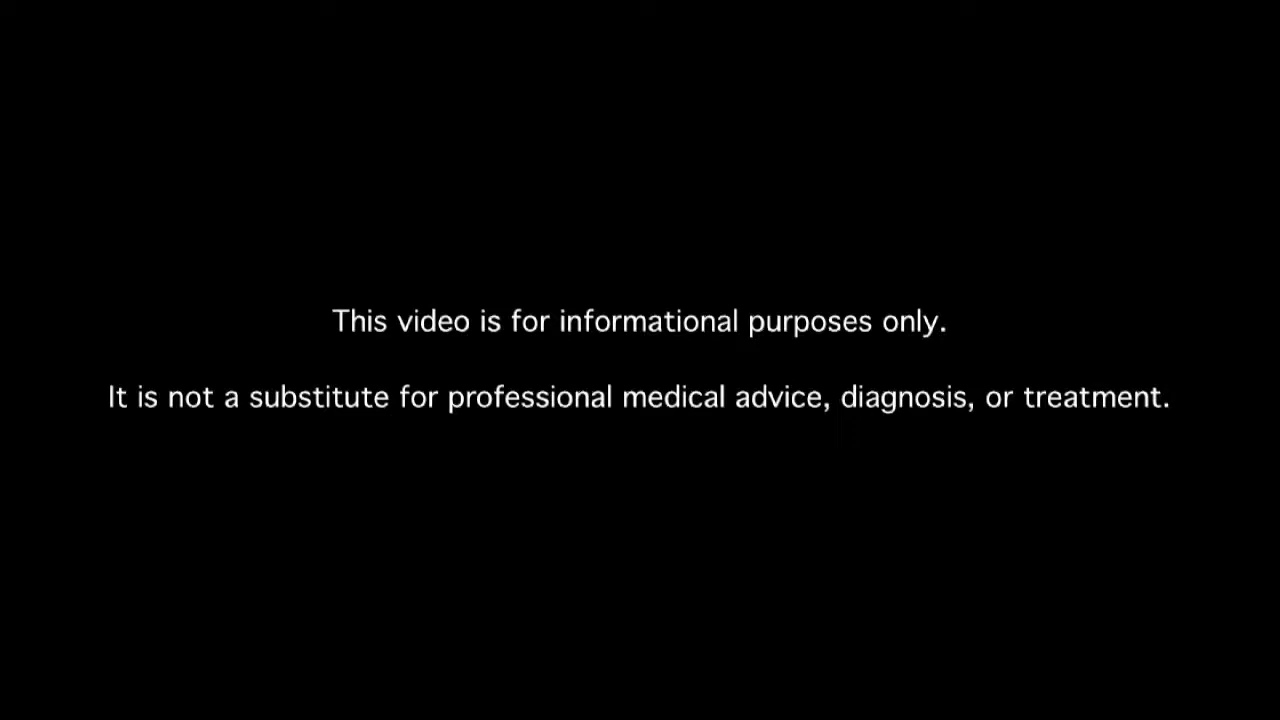 This video is for informational purposes only.
It is not a substitute for professional medical advice, diagnosis, or treatment.